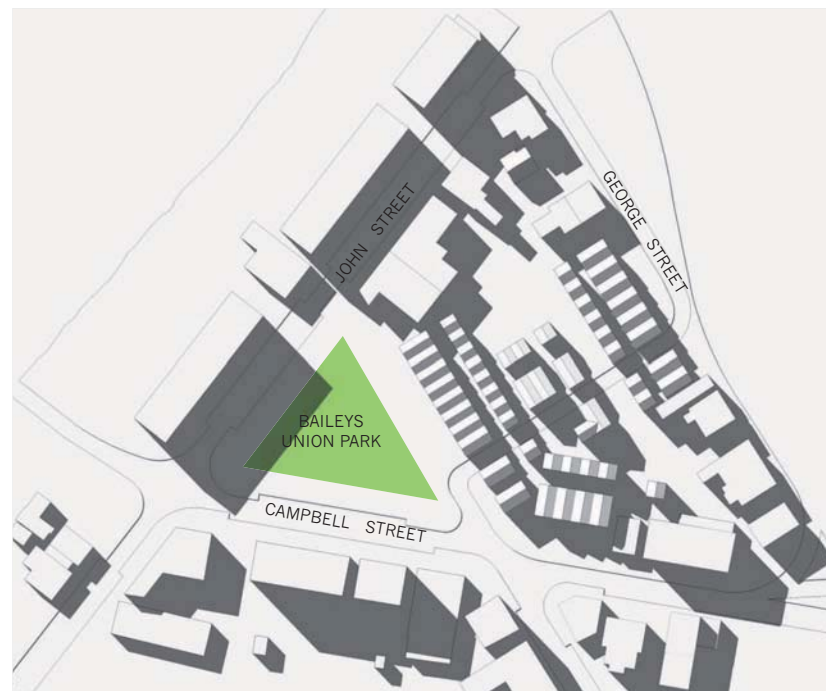 GEORGE STREET
JOHN STREET
BAILEYS
UNION PARK
CAMPBELL STREET